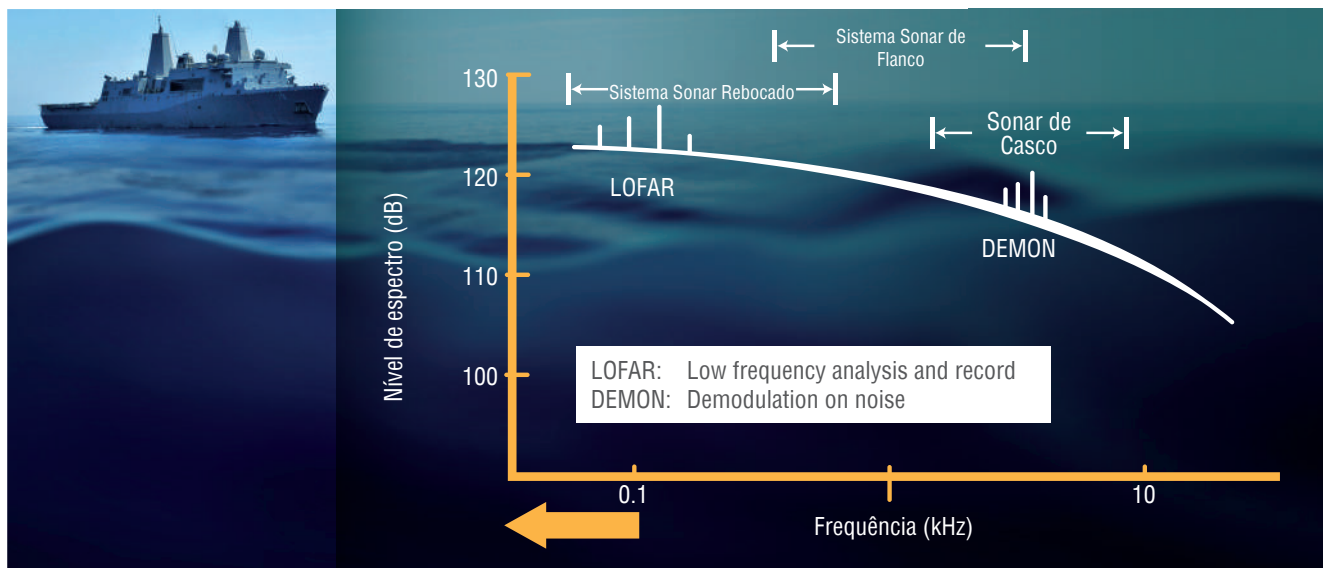 Sistema Sonar de
Flanco
Sistema Sonar Rebocado
Sonar de
Casco
130
120
110
100
Nível de espectro (dB)
LOFAR
DEMON
LOFAR: Low frequency analysis and record
DEMON: Demodulation on noise
0.1
10
Frequência (kHz)